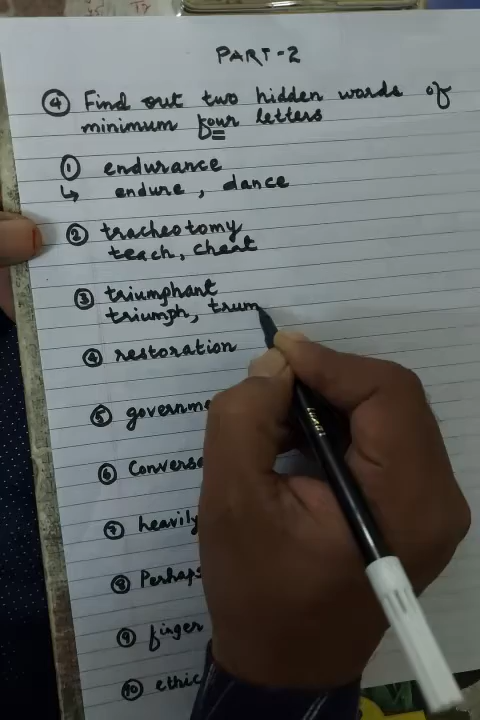 PART-2
④ Find out two hidden words of
minimum four letters
① endurance
↳ endure, dance
② tracheotomy
teach, cheat
③ triumphant
triumph, trum
④ restoration
⑤ governme
⑥ Converse
⑦ heavily
⑧ Perhaps
⑨ finger
⑩ ethic